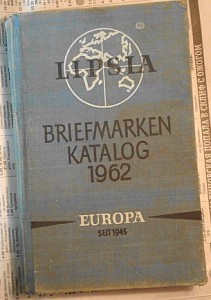 LIPSIA
BRIEFMARKEN
KATALOG
1962
EUROPA
SEIT 1945